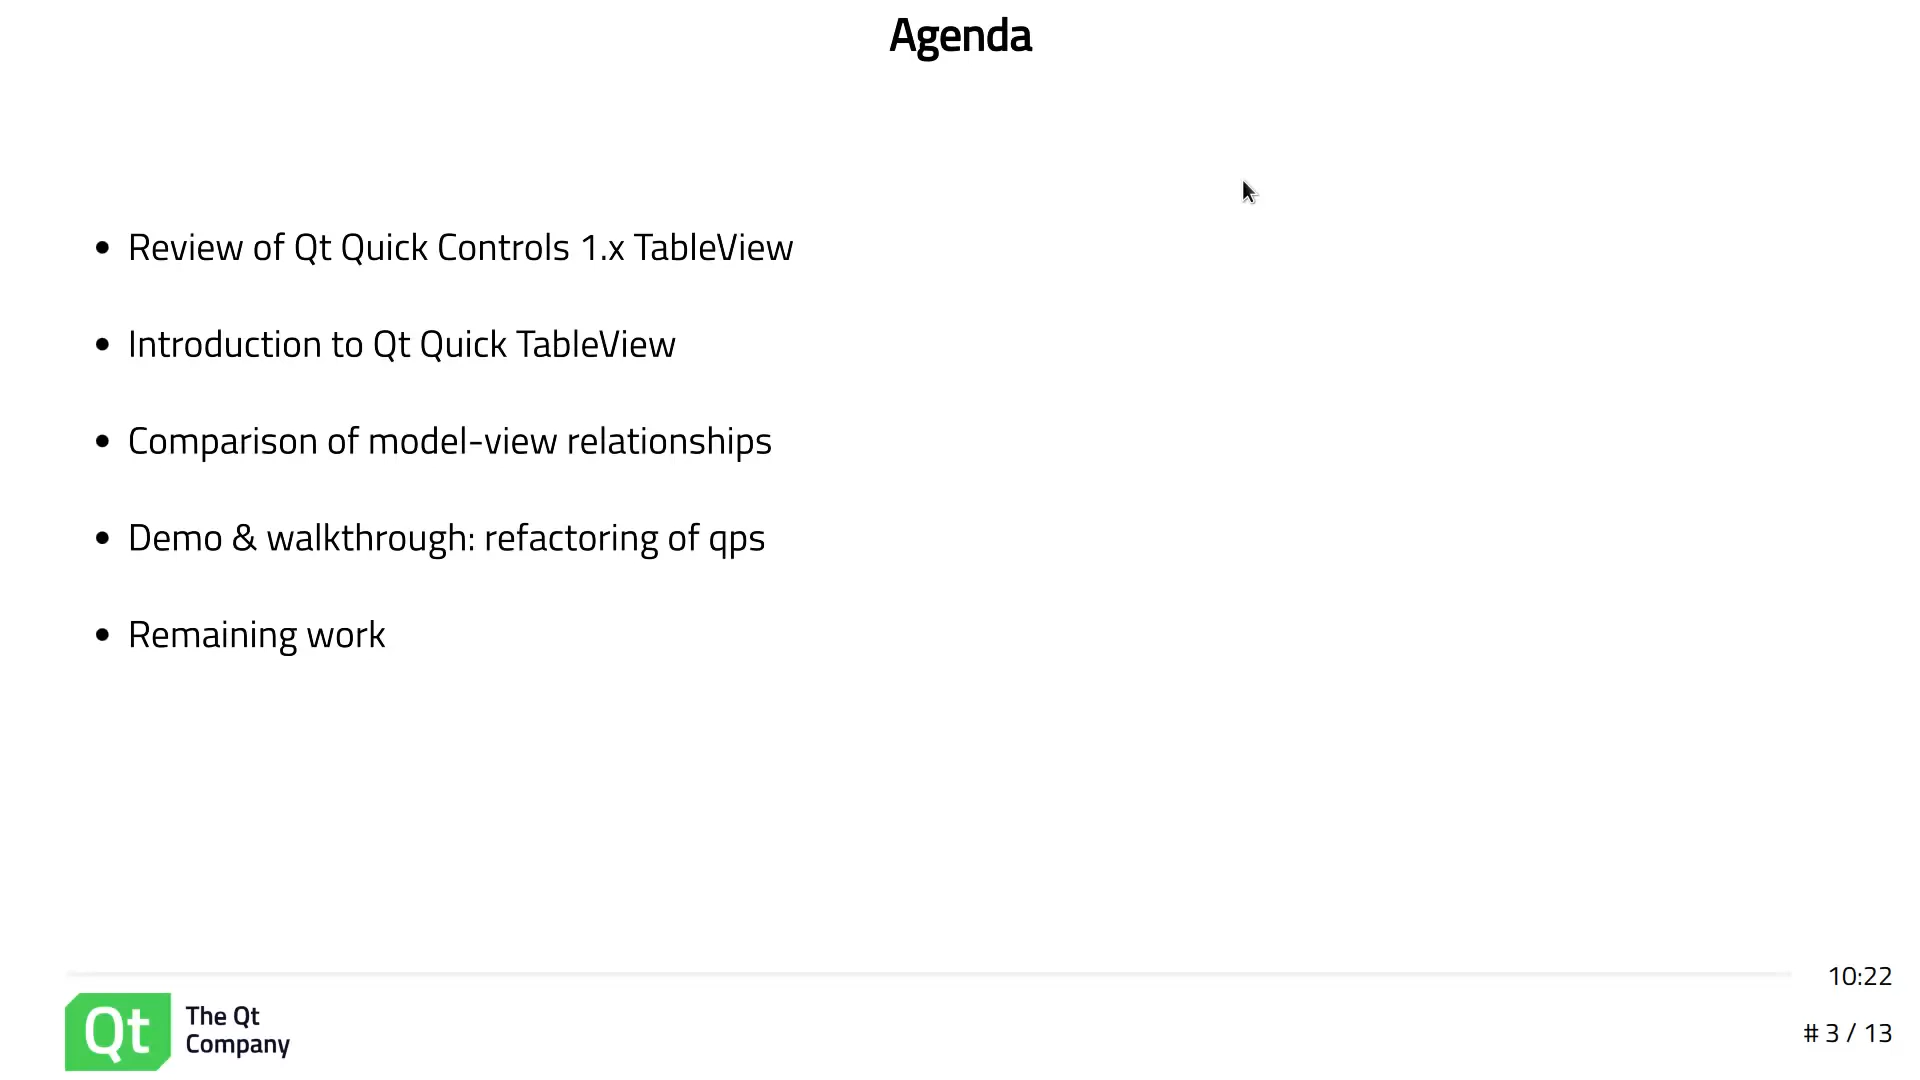 Agenda
• Review of Qt Quick Controls 1.x TableView
• Introduction to Qt Quick TableView
• Comparison of model-view relationships
• Demo & walkthrough: refactoring of qps
• Remaining work
10:22
Qt
The Qt
Company
# 3 / 13